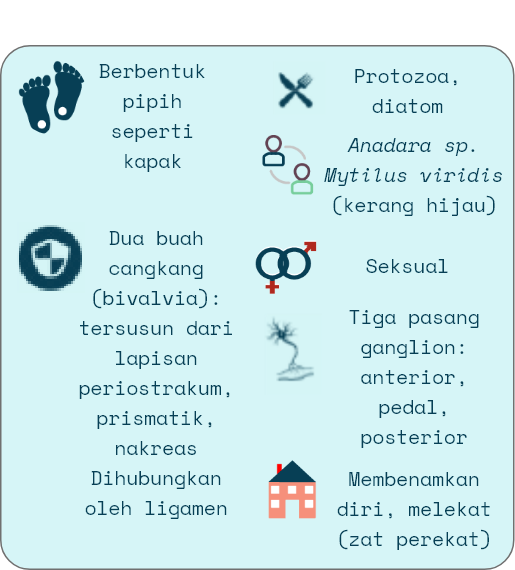 Berbentuk
pipih
seperti
kapak
Dua buah
cangkang
(bivalvia):
tersusun dari
lapisan
periostrakum,
prismatik,
nakreas
Dihubungkan
oleh ligamen
Protozoa,
diatom
Anadara sp.
Mytilus viridis
(kerang hijau)
Seksual
Tiga pasang
ganglion:
anterior,
pedal,
posterior
Membenamkan
diri, melekat
(zat perekat)